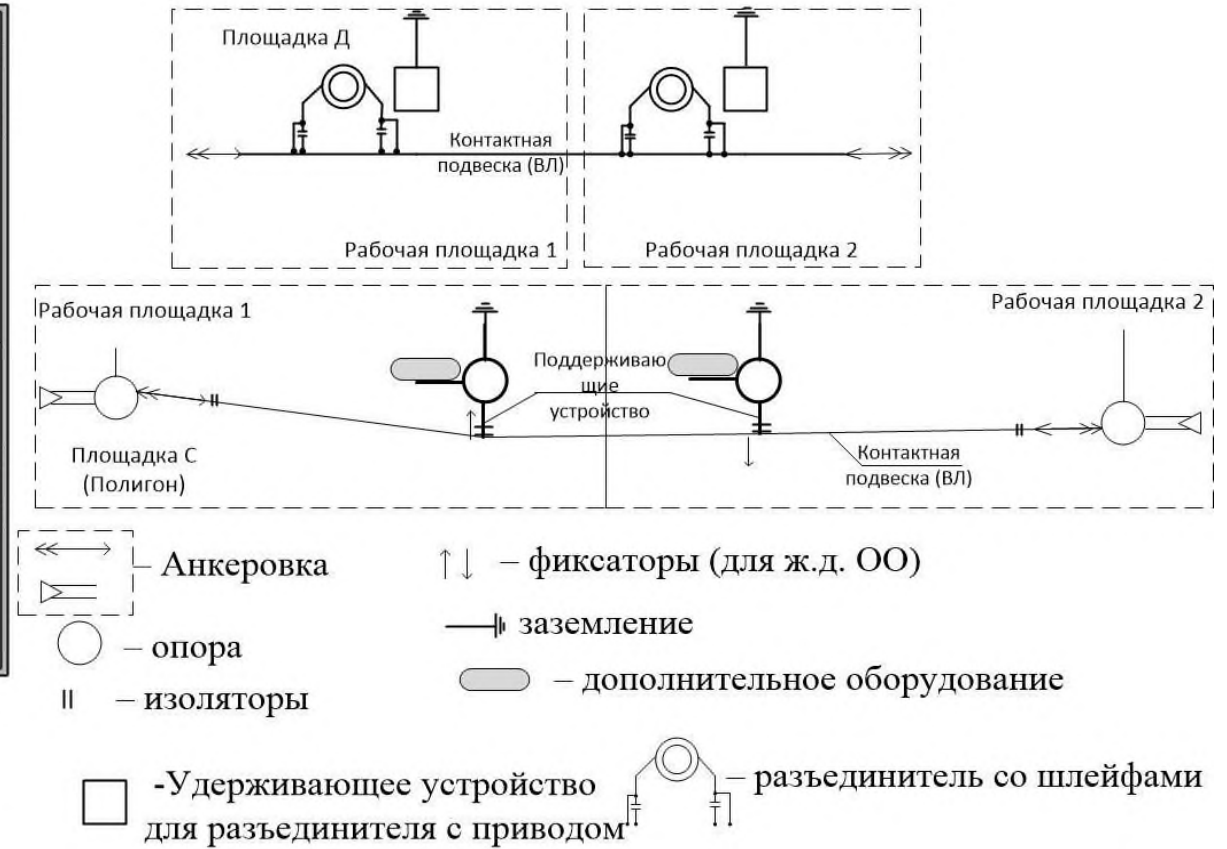 Площадка Д
Контактная
подвеска (ВЛ)
Рабочая площадка 1
Рабочая площадка 2
Рабочая площадка 1
Рабочая площадка 2
Поддерживаю
щие
устройство
Площадка С
(Полигон)
Контактная
подвеска (ВЛ)
– Анкеровка
– фиксаторы (для ж.д. ОО)
– опора
заземление
– изоляторы
– дополнительное оборудование
-Удерживающее устройство
для разъединителя с приводом
– разъединитель со шлейфами